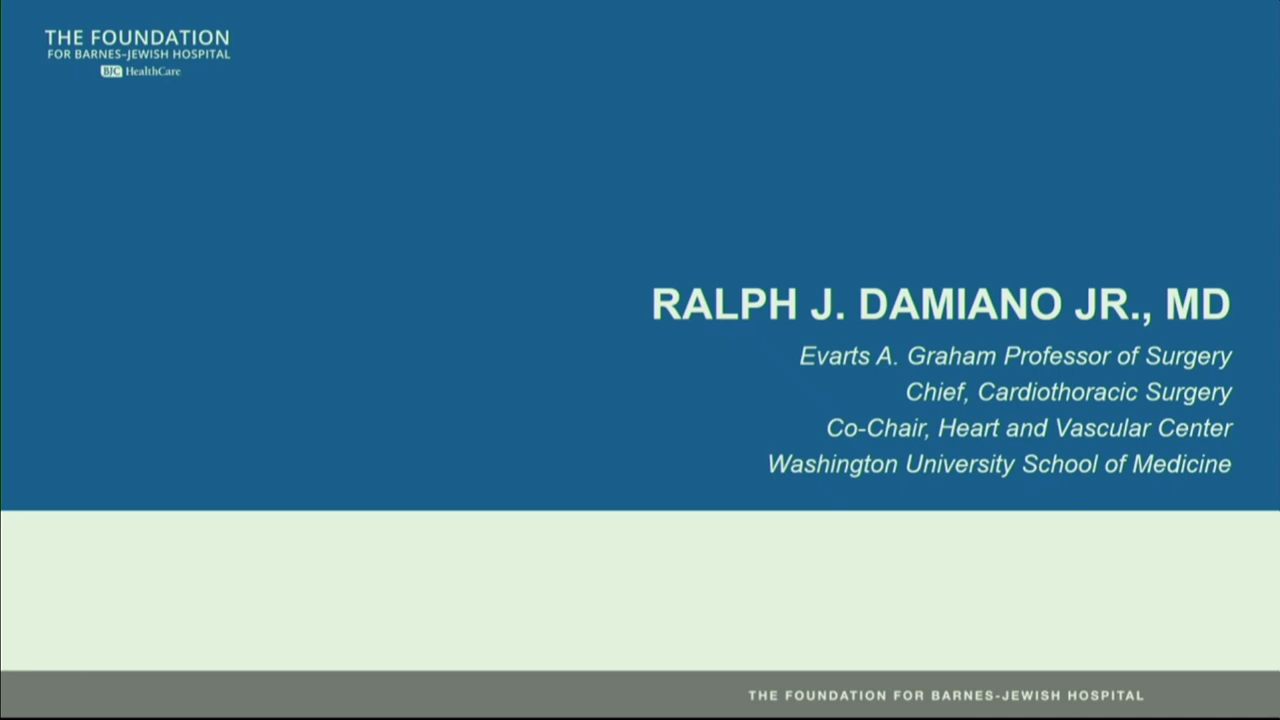 THE FOUNDATION
FOR BARNES-JEWISH HOSPITAL
BJC HealthCare
RALPH J. DAMIANO JR., MD
Evarts A. Graham Professor of Surgery
Chief, Cardiothoracic Surgery
Co-Chair, Heart and Vascular Center
Washington University School of Medicine
THE FOUNDATION FOR BARNES-JEWISH HOSPITAL